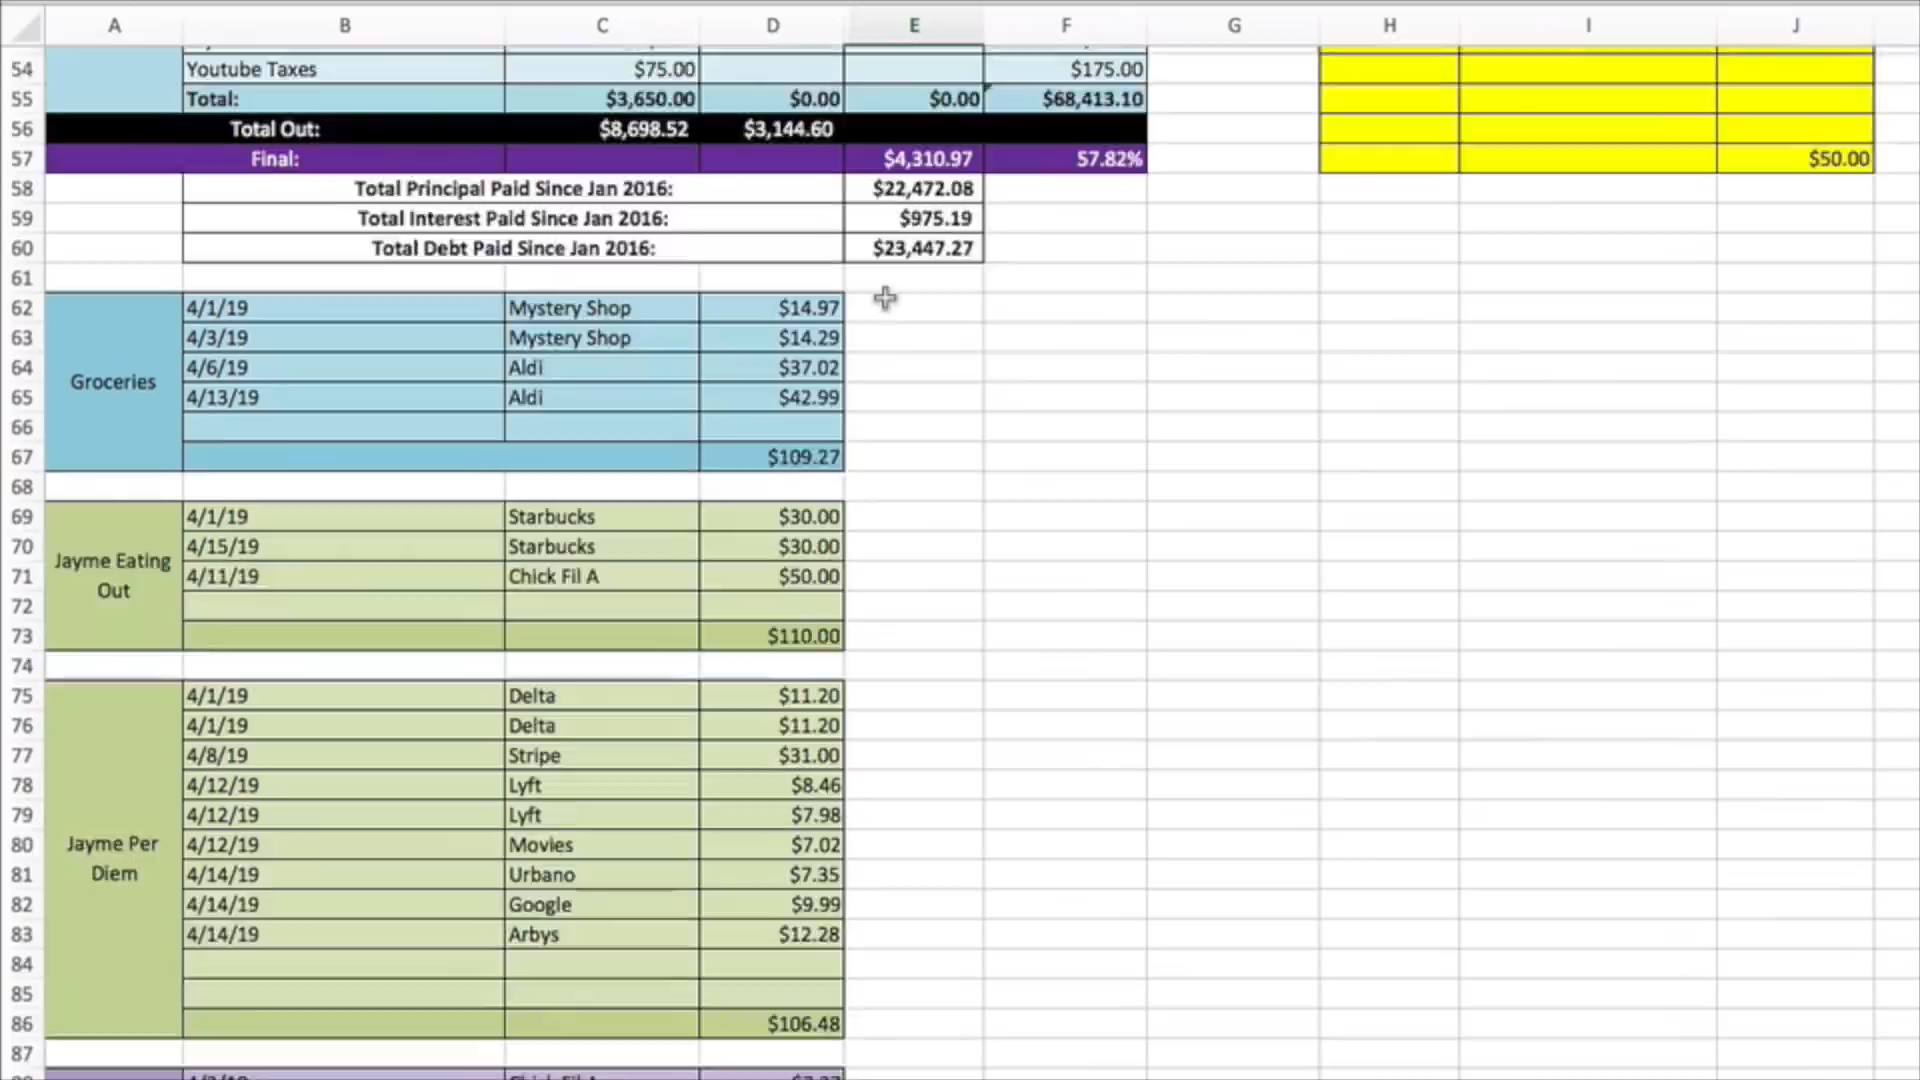 A B C D E F G H I J
54 Youtube Taxes $75.00 $175.00
55 Total: $3,650.00 $0.00 $0.00 $68,413.10
56 Total Out: $8,698.52 $3,144.60
57 Final: $4,310.97 57.82% $50.00
58 Total Principal Paid Since Jan 2016: $22,472.08
59 Total Interest Paid Since Jan 2016: $975.19
60 Total Debt Paid Since Jan 2016: $23,447.27
61
62 4/1/19 Mystery Shop $14.97
63 4/3/19 Mystery Shop $14.29
64 4/6/19 Aldi $37.02
Groceries
65 4/13/19 Aldi $42.99
66
67 $109.27
68
69 4/1/19 Starbucks $30.00
70 4/15/19 Starbucks $30.00
Jayme Eating
71 4/11/19 Chick Fil A $50.00
Out
72
73 $110.00
74
75 4/1/19 Delta $11.20
76 4/1/19 Delta $11.20
77 4/8/19 Stripe $31.00
78 4/12/19 Lyft $8.46
79 4/12/19 Lyft $7.98
80 Jayme Per 4/12/19 Movies $7.02
81 Diem 4/14/19 Urbano $7.35
82 4/14/19 Google $9.99
83 4/14/19 Arbys $12.28
84
85
86 $106.48
87